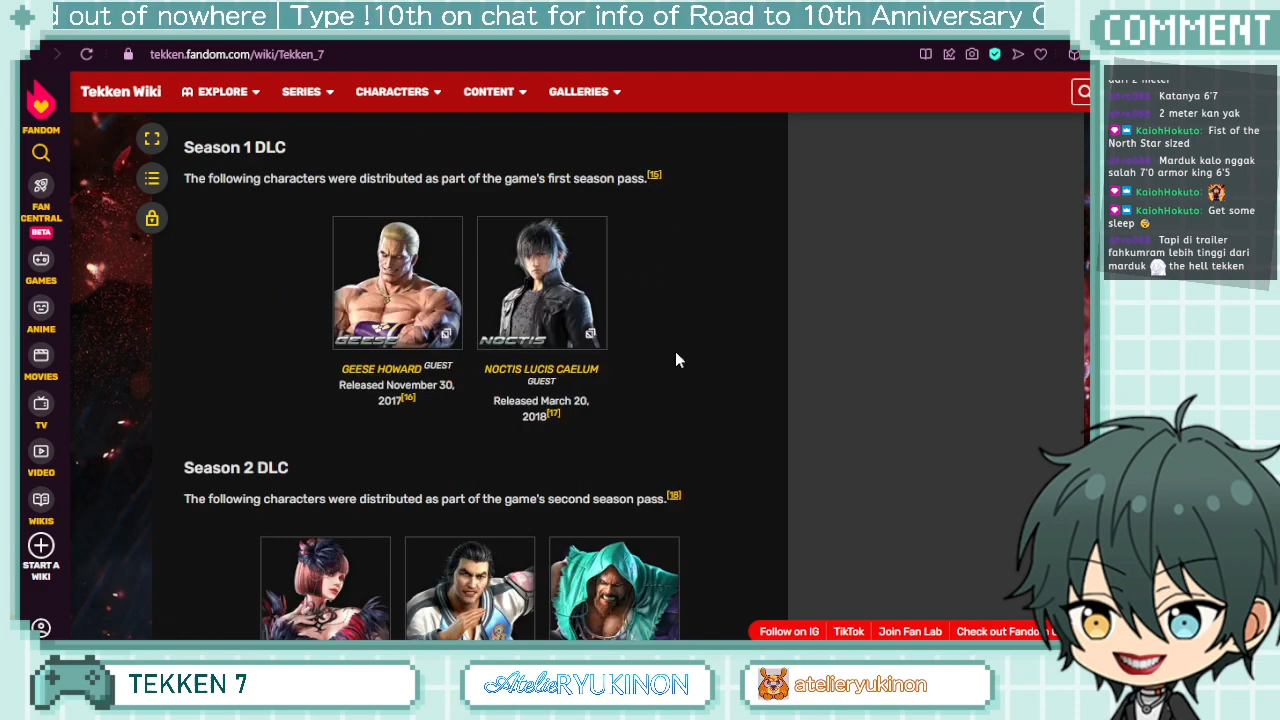 d out of nowhere | Type !10th on chat for info of Road to 10th Anniversary
COMMENT
tekken.fandom.com/wiki/Tekken_7
Tekken Wiki
EXPLORE
SERIES
CHARACTERS
CONTENT
GALLERIES
FANDOM
FAN
CENTRAL
BETA
GAMES
ANIME
MOVIES
TV
VIDEO
WIKIS
START A
WIKI
Season 1 DLC
The following characters were distributed as part of the game's first season pass.[15]
GEESE
NOCTIS
GEESE HOWARD GUEST
Released November 30,
2017[16]
NOCTIS LUCIS CAELUM
GUEST
Released March 20,
2018[17]
Season 2 DLC
The following characters were distributed as part of the game's second season pass.[18]
Follow on IG
TikTok
Join Fan Lab
Check out Fandom
dari 2 meter
Katanya 6'7
2 meter kan yak
KaiohHokuto: Fist of the
North Star sized
Marduk kalo nggak
salah 7'0 armor king 6'5
KaiohHokuto:
KaiohHokuto: Get some
sleep
Tapi di trailer
fahkumram lebih tinggi dari
marduk the hell tekken
TEKKEN 7
AtelieRYUKINON
atelieryukinon